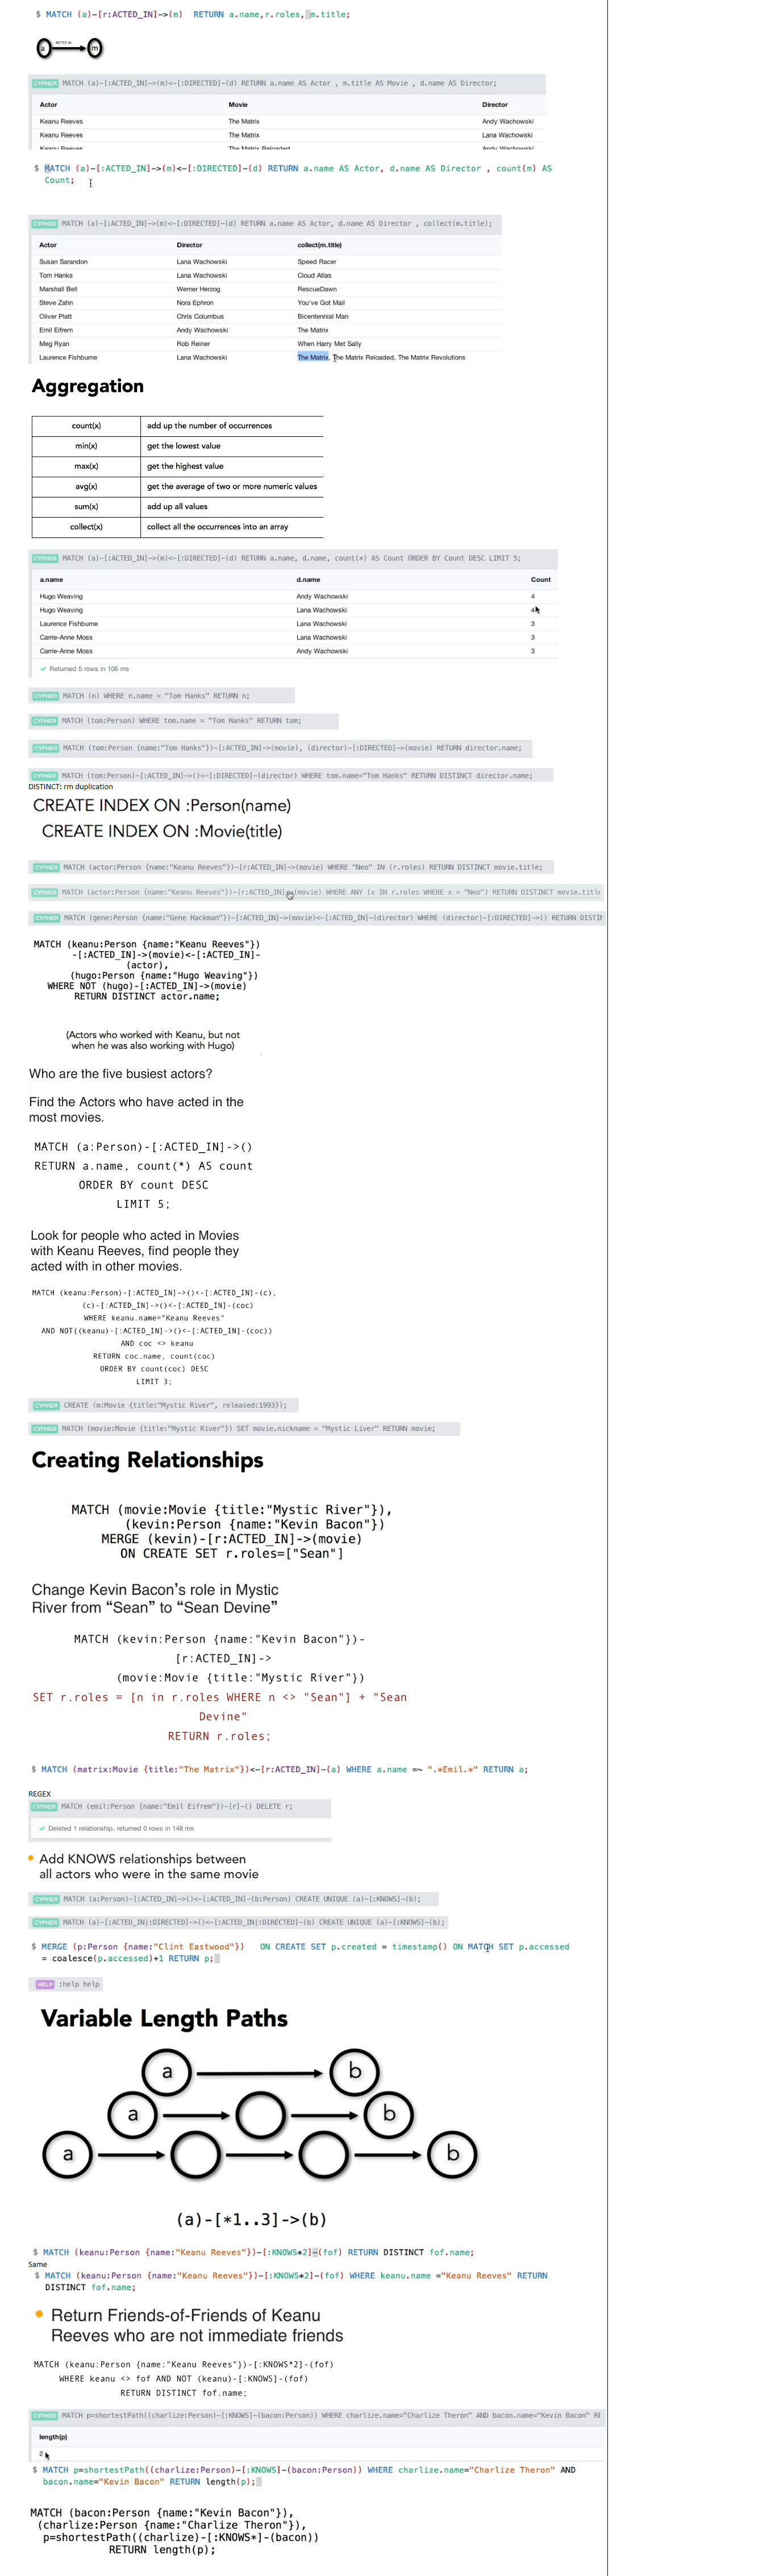 $ MATCH (a)-[r:ACTED_IN]->(m)  RETURN a.name,r.roles, m.title;
a ACTED_IN m
CYPHER MATCH (a)-[:ACTED_IN]->(m)<-[:DIRECTED]-(d) RETURN a.name AS Actor , m.title AS Movie , d.name AS Director;
Actor Movie Director
Keanu Reeves The Matrix Andy Wachowski
Keanu Reeves The Matrix Lana Wachowski
Keanu Reeves The Matrix Reloaded Andy Wachowski
$ MATCH (a)-[:ACTED_IN]->(m)<-[:DIRECTED]-(d) RETURN a.name AS Actor, d.name AS Director , count(m) AS
Count;
CYPHER MATCH (a)-[:ACTED_IN]->(m)<-[:DIRECTED]-(d) RETURN a.name AS Actor, d.name AS Director , collect(m.title);
Actor Director collect(m.title)
Susan Sarandon Lana Wachowski Speed Racer
Tom Hanks Lana Wachowski Cloud Atlas
Marshall Bell Werner Herzog RescueDawn
Steve Zahn Nora Ephron You've Got Mail
Oliver Platt Chris Columbus Bicentennial Man
Emil Eifrem Andy Wachowski The Matrix
Meg Ryan Rob Reiner When Harry Met Sally
Laurence Fishburne Lana Wachowski The Matrix, The Matrix Reloaded, The Matrix Revolutions
Aggregation
count(x) add up the number of occurrences
min(x) get the lowest value
max(x) get the highest value
avg(x) get the average of two or more numeric values
sum(x) add up all values
collect(x) collect all the occurrences into an array
CYPHER MATCH (a)-[:ACTED_IN]->(m)<-[:DIRECTED]-(d) RETURN a.name, d.name, count(*) AS Count ORDER BY Count DESC LIMIT 5;
a.name d.name Count
Hugo Weaving Andy Wachowski 4
Hugo Weaving Lana Wachowski 4
Laurence Fishburne Lana Wachowski 3
Carrie-Anne Moss Lana Wachowski 3
Carrie-Anne Moss Andy Wachowski 3
Returned 5 rows in 106 ms
CYPHER MATCH (n) WHERE n.name = "Tom Hanks" RETURN n;
CYPHER MATCH (tom:Person) WHERE tom.name = "Tom Hanks" RETURN tom;
CYPHER MATCH (tom:Person {name:"Tom Hanks"})-[:ACTED_IN]->(movie), (director)-[:DIRECTED]->(movie) RETURN director.name;
CYPHER MATCH (tom:Person)-[:ACTED_IN]->()<-[:DIRECTED]-(director) WHERE tom.name="Tom Hanks" RETURN DISTINCT director.name;
DISTINCT: rm duplication
CREATE INDEX ON :Person(name)
CREATE INDEX ON :Movie(title)
CYPHER MATCH (actor:Person {name:"Keanu Reeves"})-[r:ACTED_IN]->(movie) WHERE "Neo" IN (r.roles) RETURN DISTINCT movie.title;
CYPHER MATCH (actor:Person {name:"Keanu Reeves"})-[r:ACTED_IN]->(movie) WHERE ANY (x IN r.roles WHERE x = "Neo") RETURN DISTINCT movie.title
CYPHER MATCH (gene:Person {name:"Gene Hackman"})-[:ACTED_IN]->(movie)<-[:ACTED_IN]-(director) WHERE (director)-[:DIRECTED]->() RETURN DISTIN
MATCH (keanu:Person {name:"Keanu Reeves"})
-[:ACTED_IN]->(movie)<-[:ACTED_IN]-
(actor),
(hugo:Person {name:"Hugo Weaving"})
WHERE NOT (hugo)-[:ACTED_IN]->(movie)
RETURN DISTINCT actor.name;
(Actors who worked with Keanu, but not
when he was also working with Hugo)
Who are the five busiest actors?
Find the Actors who have acted in the
most movies.
MATCH (a:Person)-[:ACTED_IN]->()
RETURN a.name, count(*) AS count
ORDER BY count DESC
LIMIT 5;
Look for people who acted in Movies
with Keanu Reeves, find people they
acted with in other movies.
MATCH (keanu:Person)-[:ACTED_IN]->()<-[:ACTED_IN]-(c),
(c)-[:ACTED_IN]->()<-[:ACTED_IN]-(coc)
WHERE keanu.name="Keanu Reeves"
AND NOT((keanu)-[:ACTED_IN]->()<-[:ACTED_IN]-(coc))
AND coc <> keanu
RETURN coc.name, count(coc)
ORDER BY count(coc) DESC
LIMIT 3;
CYPHER CREATE (m:Movie {title:"Mystic River", released:1993});
CYPHER MATCH (movie:Movie {title:"Mystic River"}) SET movie.nickname = "Mystic Liver" RETURN movie;
Creating Relationships
MATCH (movie:Movie {title:"Mystic River"}),
(kevin:Person {name:"Kevin Bacon"})
MERGE (kevin)-[r:ACTED_IN]->(movie)
ON CREATE SET r.roles=["Sean"]
Change Kevin Bacon's role in Mystic
River from “Sean” to “Sean Devine”
MATCH (kevin:Person {name:"Kevin Bacon"})-
[r:ACTED_IN]->
(movie:Movie {title:"Mystic River"})
SET r.roles = [n in r.roles WHERE n <> "Sean"] + "Sean
Devine"
RETURN r.roles;
$ MATCH (matrix:Movie {title:"The Matrix"})<-[r:ACTED_IN]-(a) WHERE a.name =~ ".*Emil.*" RETURN a;
REGEX
CYPHER MATCH (emil:Person {name:"Emil Eifrem"})-[r]-() DELETE r;
Deleted 1 relationship, returned 0 rows in 148 ms
Add KNOWS relationships between
all actors who were in the same movie
CYPHER MATCH (a:Person)-[:ACTED_IN]->()<-[:ACTED_IN]-(b:Person) CREATE UNIQUE (a)-[:KNOWS]-(b);
CYPHER MATCH (a)-[:ACTED_IN|:DIRECTED]->()<-[:ACTED_IN|:DIRECTED]-(b) CREATE UNIQUE (a)-[:KNOWS]-(b);
$ MERGE (p:Person {name:"Clint Eastwood"})   ON CREATE SET p.created = timestamp() ON MATCH SET p.accessed
= coalesce(p.accessed)+1 RETURN p;
HELP :help help
Variable Length Paths
a b
a b
a b
(a)-[*1..3]->(b)
$ MATCH (keanu:Person {name:"Keanu Reeves"})-[:KNOWS*2]-(fof) RETURN DISTINCT fof.name;
Same
$ MATCH (keanu:Person {name:"Keanu Reeves"})-[:KNOWS*2]-(fof) WHERE keanu.name ="Keanu Reeves" RETURN
DISTINCT fof.name;
Return Friends-of-Friends of Keanu
Reeves who are not immediate friends
MATCH (keanu:Person {name:"Keanu Reeves"})-[:KNOWS*2]-(fof)
WHERE keanu <> fof AND NOT (keanu)-[:KNOWS]-(fof)
RETURN DISTINCT fof.name;
CYPHER MATCH p=shortestPath((charlize:Person)-[:KNOWS]-(bacon:Person)) WHERE charlize.name="Charlize Theron" AND bacon.name="Kevin Bacon" RE
length(p)
2
$ MATCH p=shortestPath((charlize:Person)-[:KNOWS]-(bacon:Person)) WHERE charlize.name="Charlize Theron" AND
bacon.name="Kevin Bacon" RETURN length(p);
MATCH (bacon:Person {name:"Kevin Bacon"}),
(charlize:Person {name:"Charlize Theron"}),
p=shortestPath((charlize)-[:KNOWS*]-(bacon))
RETURN length(p);